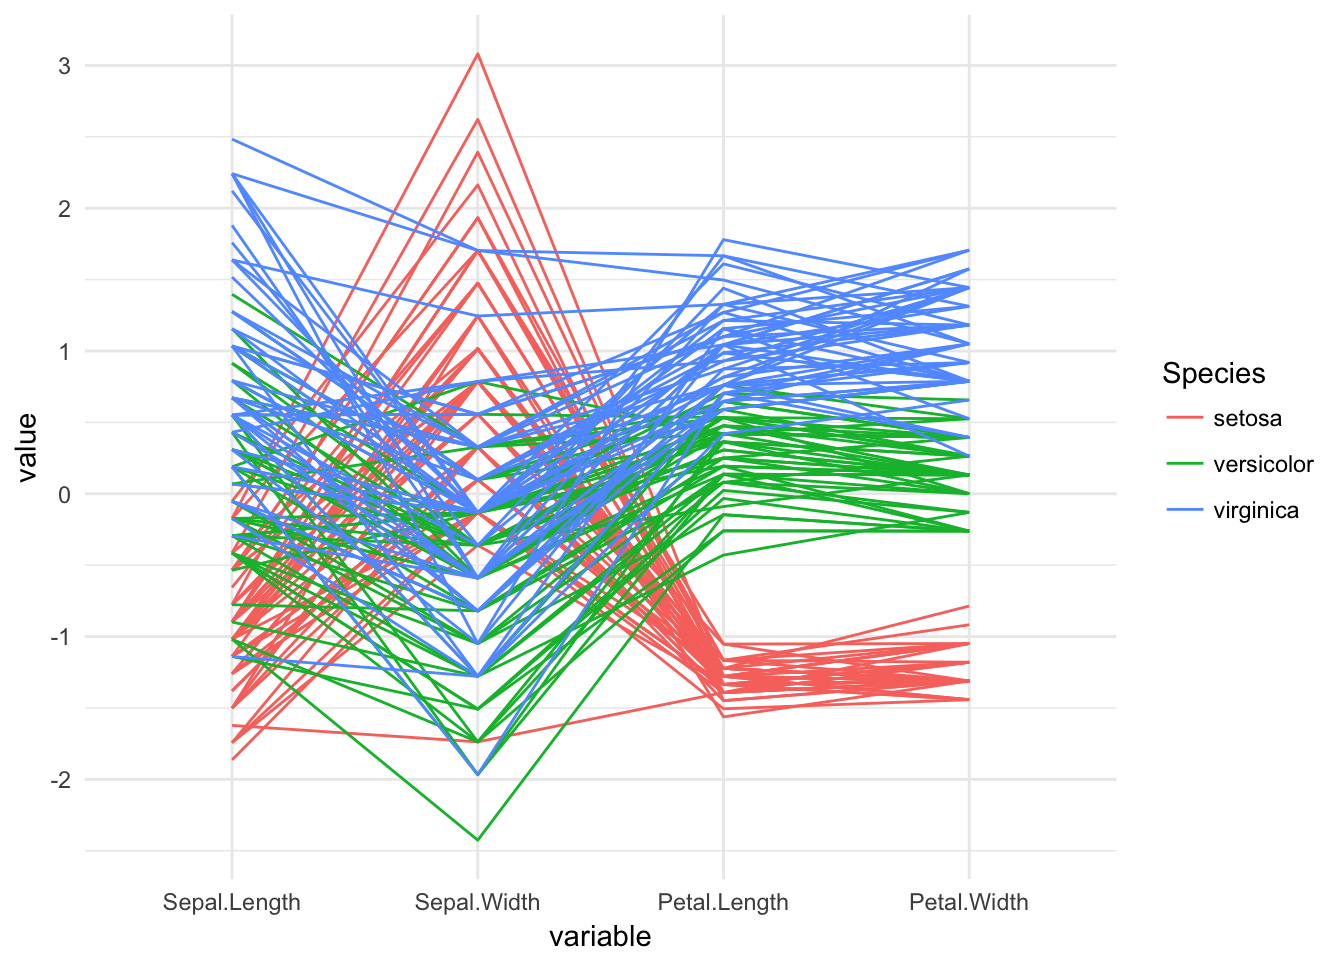 value
3
2
1
0
-1
-2
Sepal.Length
Sepal.Width
Petal.Length
Petal.Width
variable
Species
setosa
versicolor
virginica